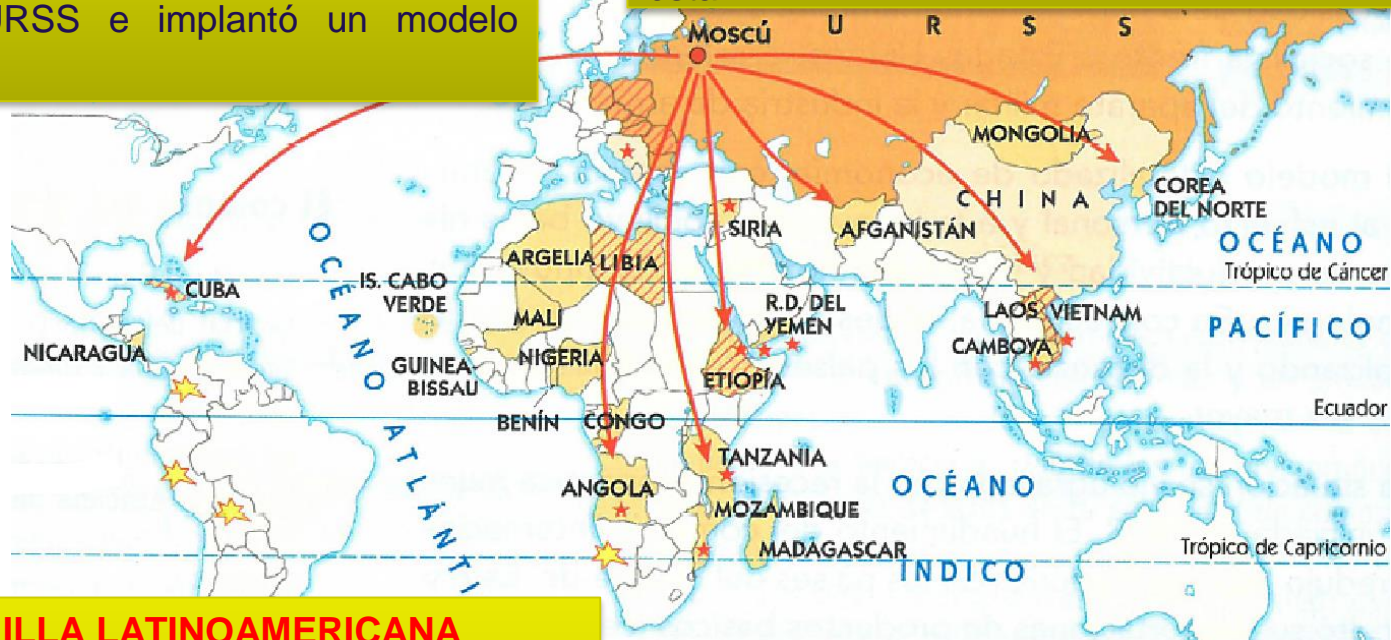 URSS e implantó un modelo
Moscú
U R S S
MONGOLIA
CHINA
COREA
DEL NORTE
OCÉANO
PACÍFICO
Trópico de Cáncer
SIRIA
AFGANISTÁN
ARGELIA
LIBIA
OCÉANO ATLÁNTI
IS. CABO
VERDE
CUBA
MALI
R.D. DEL
YEMEN
LAOS
VIETNAM
NICARAGUA
NIGERIA
CAMBOYA
GUINEA-
BISSAU
ETIOPÍA
BENÍN
CONGO
Ecuador
TANZANIA
ANGOLA
OCÉANO
INDICO
MOZAMBIQUE
MADAGASCAR
Trópico de Capricornio
ILLA LATINOAMERICANA